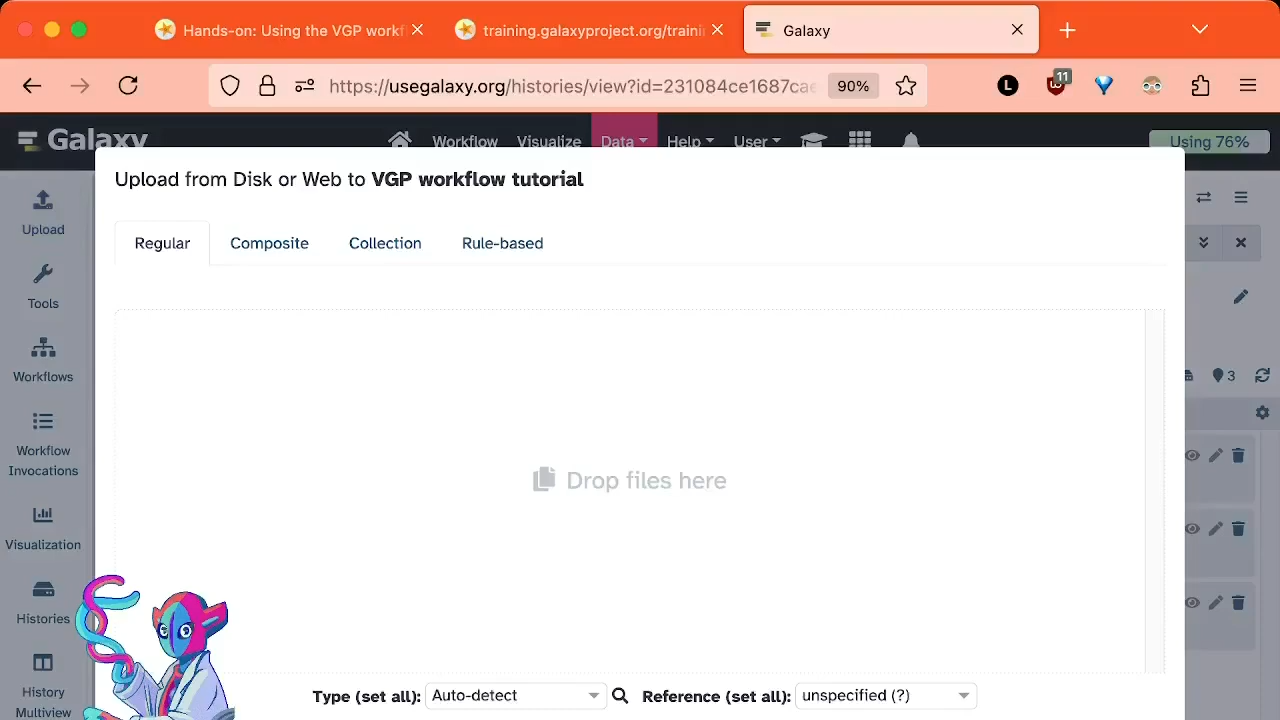 Hands-on: Using the VGP workf
training.galaxyproject.org/traini
Galaxy
https://usegalaxy.org/histories/view?id=231084ce1687cae
90%
L
11
Galaxy
Workflow
Visualize
Data
Help
User
Using 76%
Upload from Disk or Web to VGP workflow tutorial
Regular
Composite
Collection
Rule-based
Upload
Tools
Workflows
Workflow
Invocations
Visualization
Histories
History
Multiview
3
Drop files here
Type (set all): Auto-detect
Reference (set all): unspecified (?)